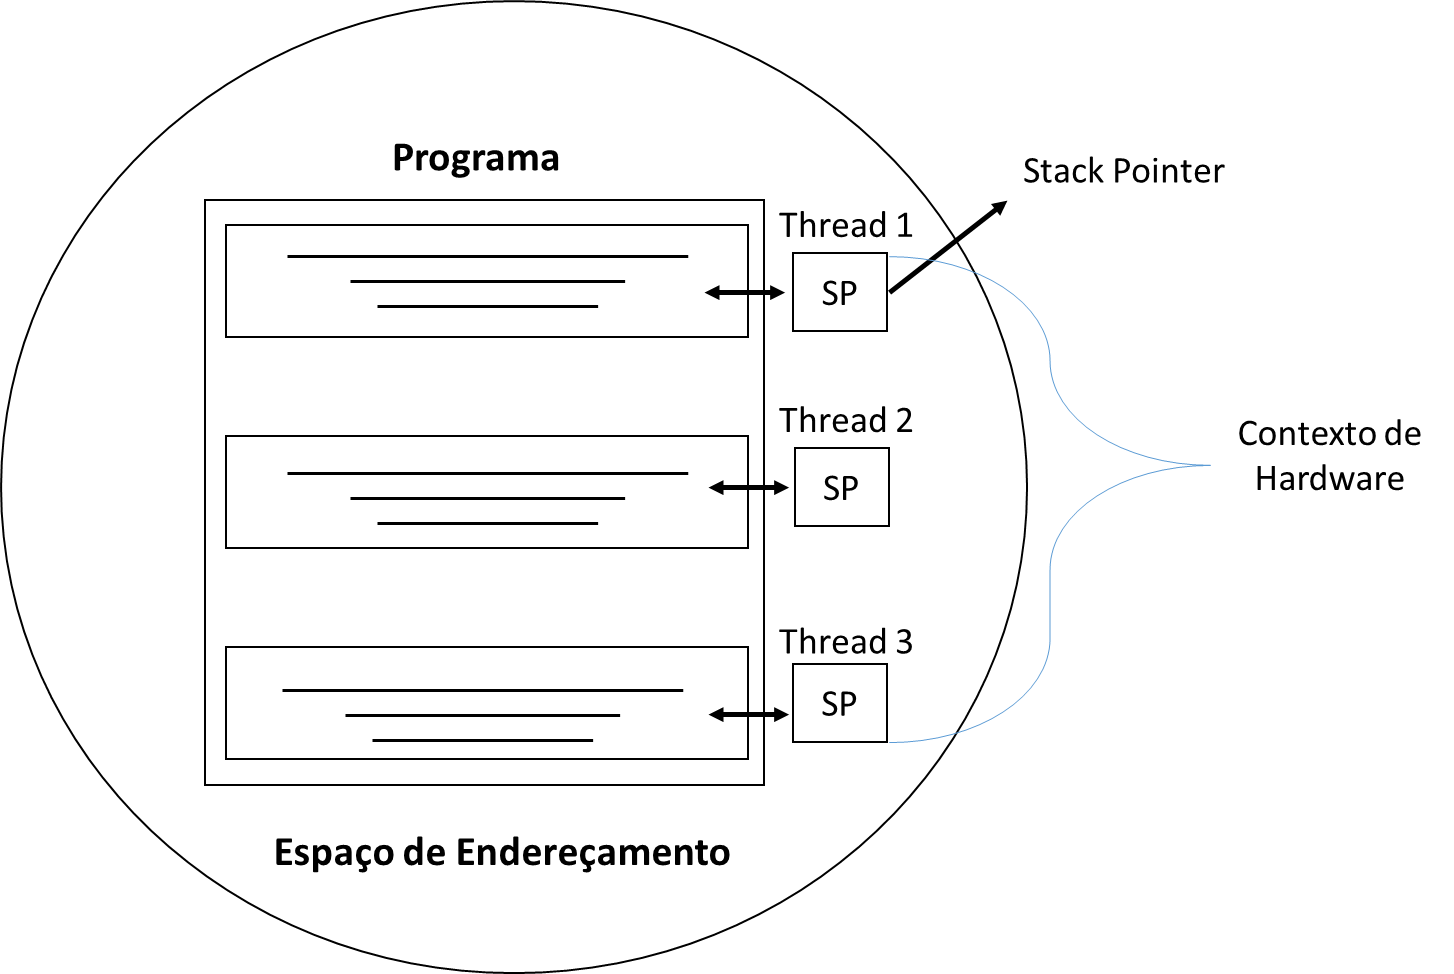 Programa
Stack Pointer
Thread 1
SP
Thread 2
SP
Contexto de
Hardware
Thread 3
SP
Espaço de Endereçamento